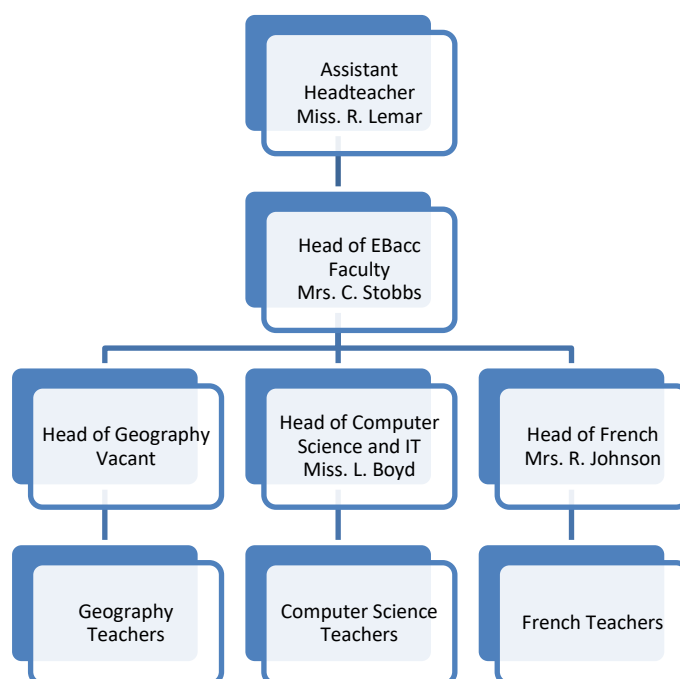 Assistant
Headteacher
Miss. R. Lemar
Head of EBacc
Faculty
Mrs. C. Stobbs
Head of Geography
Vacant
Head of Computer
Science and IT
Miss. L. Boyd
Head of French
Mrs. R. Johnson
Geography
Teachers
Computer Science
Teachers
French Teachers